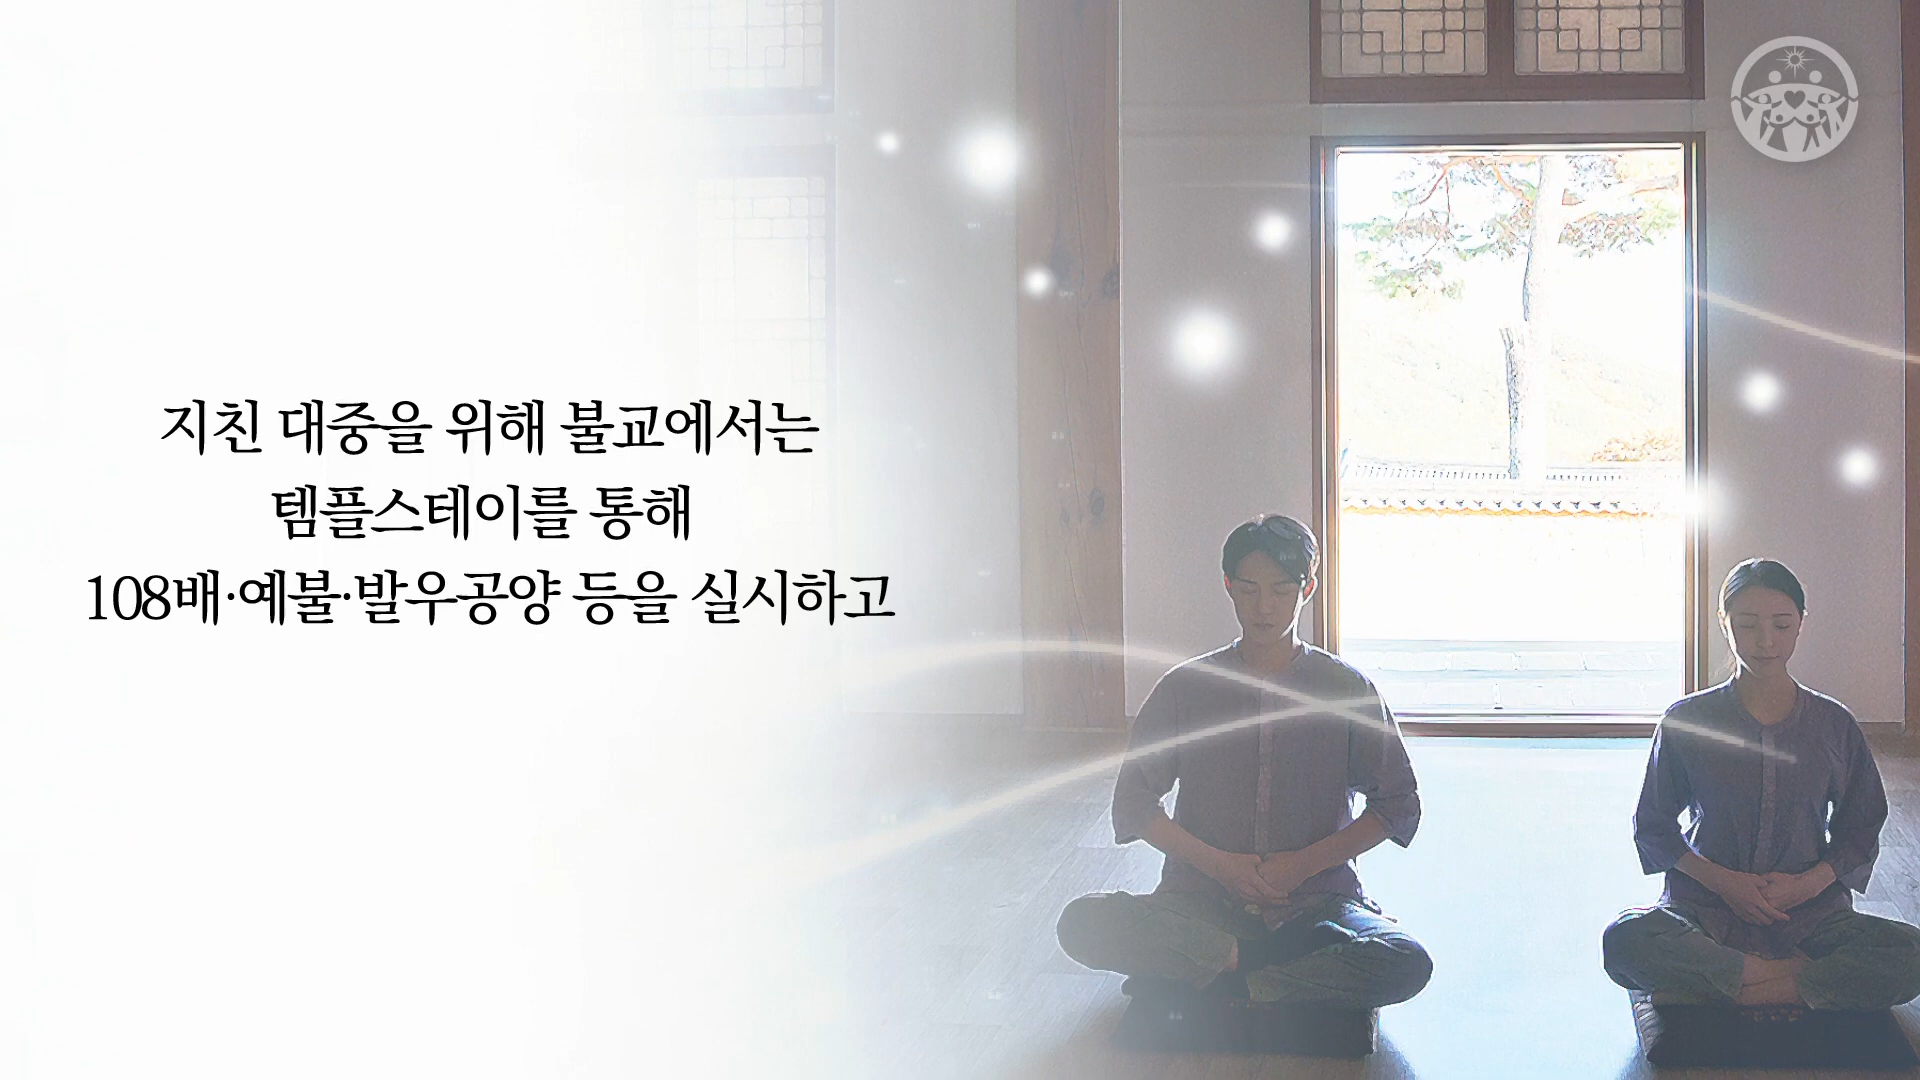 지친 대중을 위해 불교에서는
템플스테이를 통해
108배·예불·발우공양 등을 실시하고